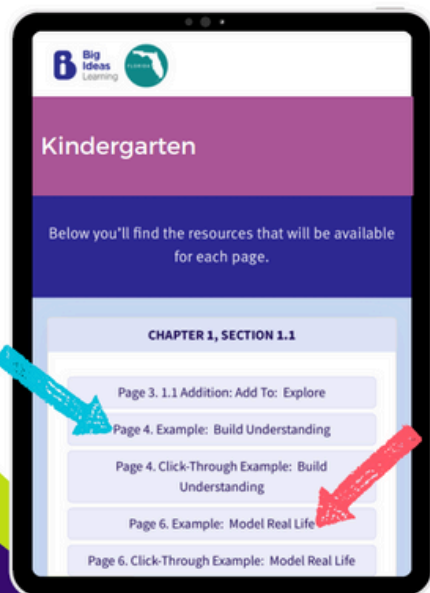 Big
Ideas
Learning
FLORIDA
Kindergarten
Below you'll find the resources that will be available
for each page.
CHAPTER 1, SECTION 1.1
Page 3. 1.1 Addition: Add To: Explore
Page 4. Example: Build Understanding
Page 4. Click-Through Example: Build
Understanding
Page 6. Example: Model Real Life
Page 6. Click-Through Example: Model Real Life